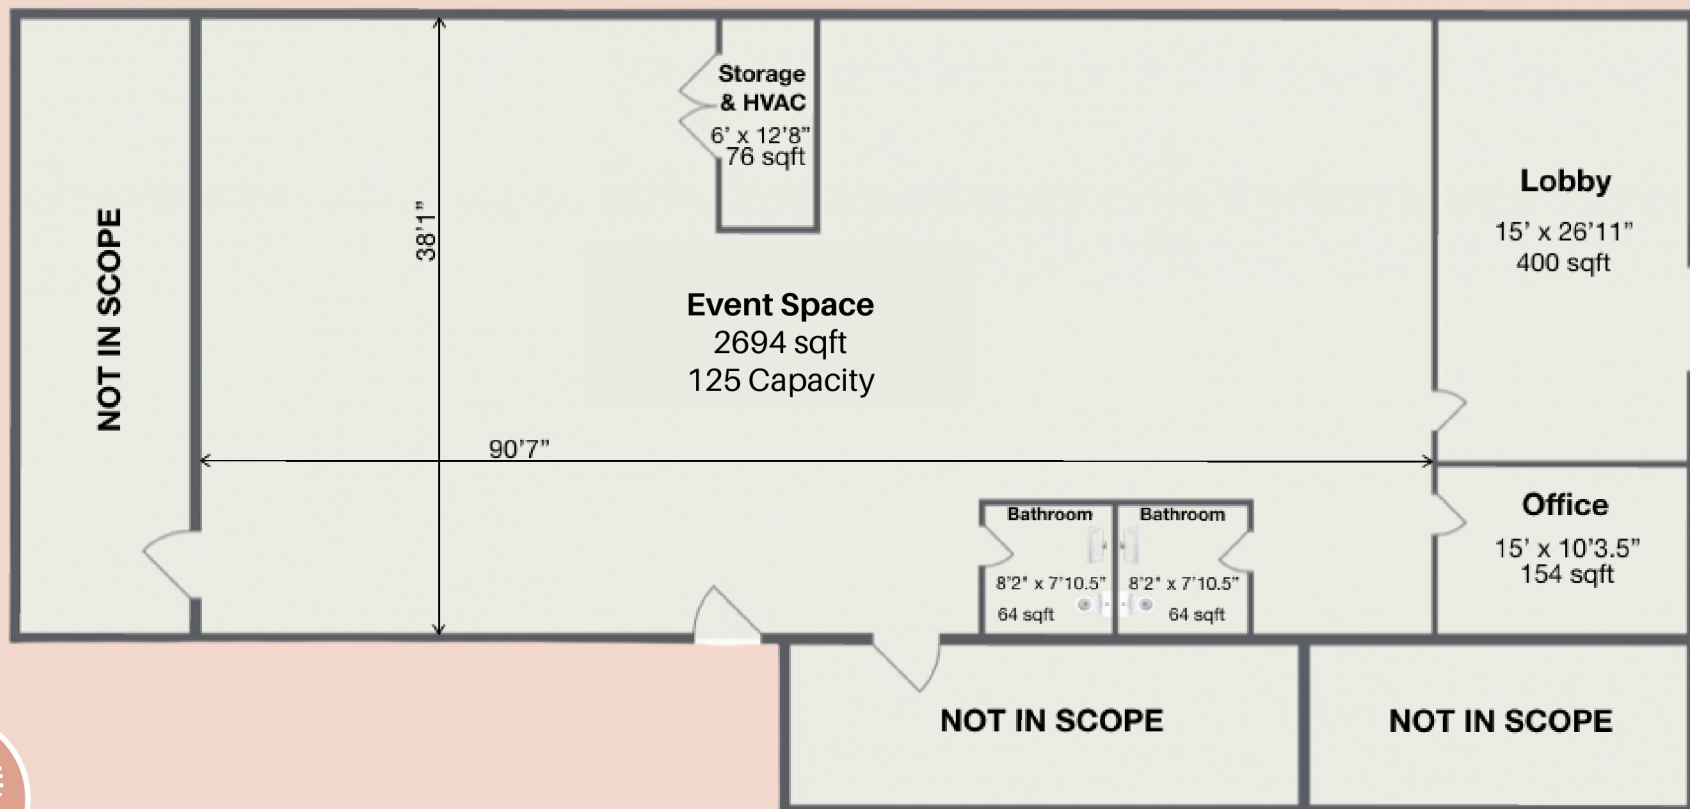 NOT IN SCOPE
38'1”
Storage
& HVAC
6’ x 12’8”
76 sqft
Event Space
2694 sqft
125 Capacity
90’7”
Lobby
15’ x 26’11”
400 sqft
Office
15’ x 10’3.5”
154 sqft
Bathroom
8’2" x 7’10.5”
64 sqft
Bathroom
8’2" x 7’10.5”
64 sqft
NOT IN SCOPE
NOT IN SCOPE